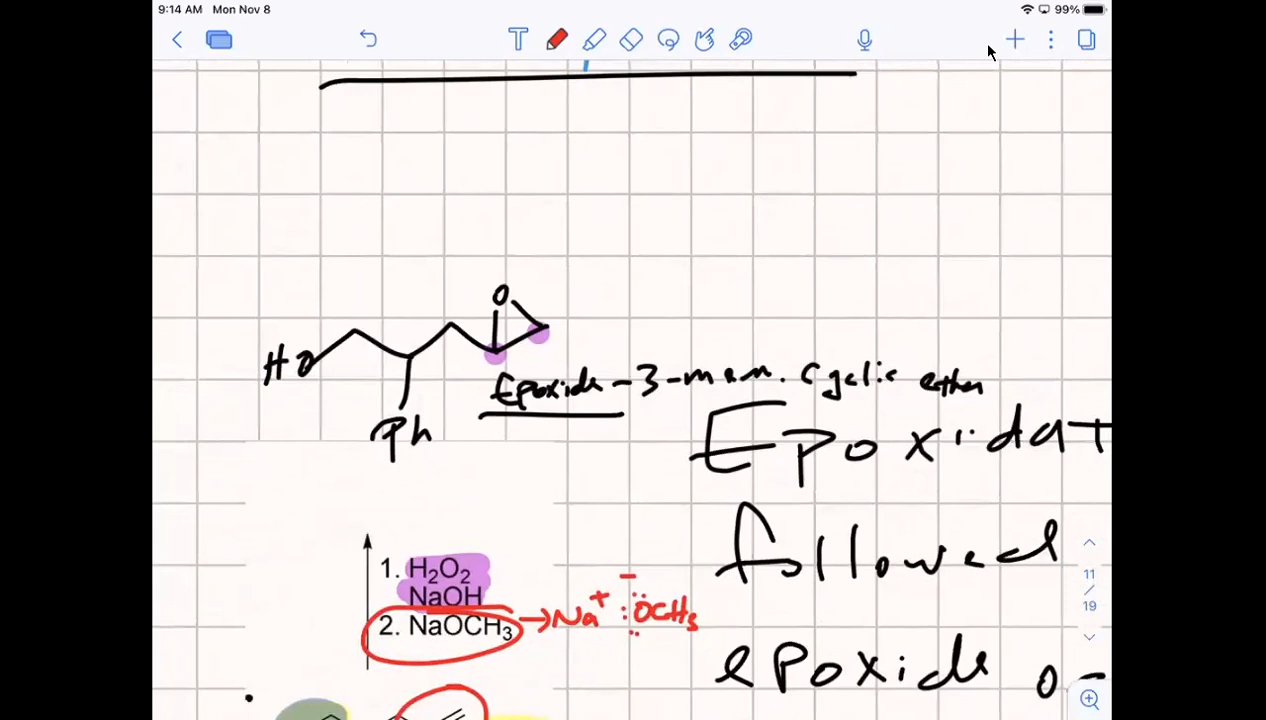 9:14 AM Mon Nov 8
99%
T
O
HO
Ph
Epoxide - 3-mem. Cyclic ether
Epoxidat
followed
epoxide
1. H₂O₂
NaOH
2. NaOCH₃ → Na⁺ ⁻:OCH₃
11
/
19